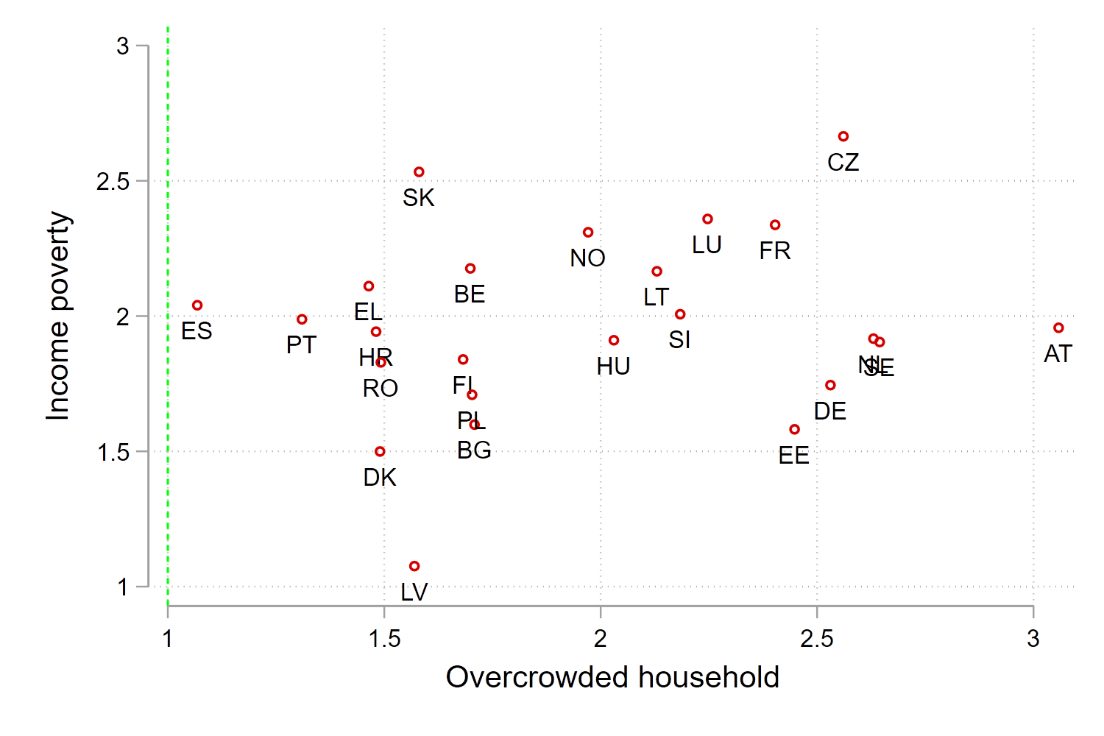 3
CZ
2.5
SK
LU
FR
NO
BE
LT
EL
ES
2
PT
SI
HR
HU
AT
RO
FI
NL
SE
DE
PL
BG
EE
1.5
DK
LV
1
Income poverty
1 1.5 2 2.5 3
Overcrowded household